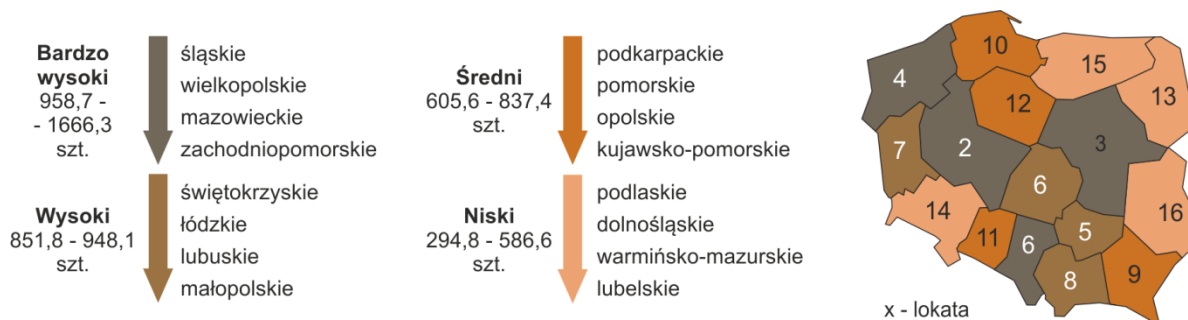 Bardzo
wysoki
958,7 -
- 1666,3
szt.
śląskie
wielkopolskie
mazowieckie
zachodniopomorskie
Wysoki
851,8 - 948,1
szt.
świętokrzyskie
łódzkie
lubuskie
małopolskie
Średni
605,6 - 837,4
szt.
podkarpackie
pomorskie
opolskie
kujawsko-pomorskie
Niski
294,8 - 586,6
szt.
podlaskie
dolnośląskie
warmińsko-mazurskie
lubelskie
10
15
4
13
12
7
2
3
6
14
16
11
6
5
8
9
x - lokata